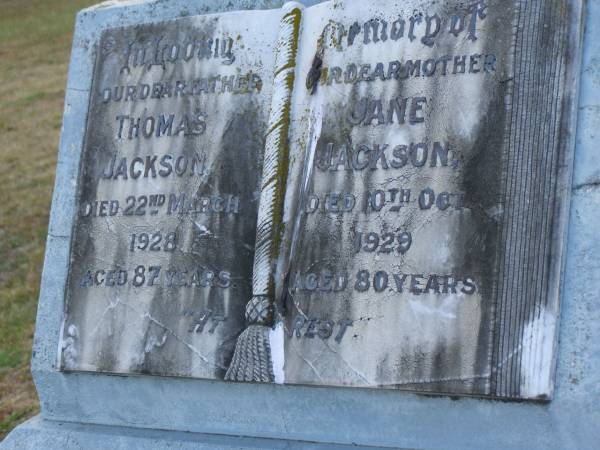 In Loving Memory of
OUR DEAR FATHER
THOMAS
JACKSON,
DIED 22ND MARCH
1928
AGED 87 YEARS
OUR DEAR MOTHER
JANE
JACKSON,
DIED 10TH OCT.
1929
AGED 80 YEARS
"AT REST"